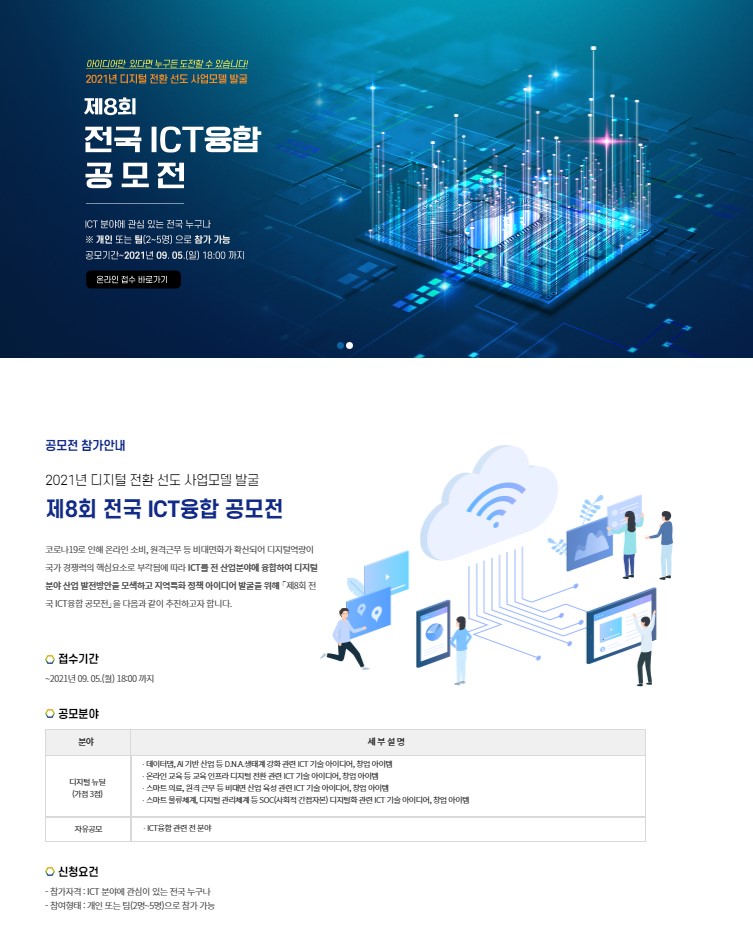 아이디어만 있다면 누구든 도전할 수 있습니다!
2021년 디지털 전환 선도 사업모델 발굴
제8회
전국 ICT융합
공 모 전
ICT 분야에 관심 있는 전국 누구나
※ 개인 또는 팀(2~5명) 으로 참가 가능
공모기간~2021년 09. 05.(일) 18:00 까지
온라인 접수 바로가기
공모전 참가안내
2021년 디지털 전환 선도 사업모델 발굴
제8회 전국 ICT융합 공모전
코로나19로 인해 온라인 소비, 원격근무 등 비대면화가 확산되어 디지털역량이
국가 경쟁력의 핵심요소로 부각됨에 따라 ICT를 전 산업분야에 융합하여 디지털
분야 산업 발전방안을 모색하고 지역특화 정책 아이디어 발굴을 위해 「제8회 전
국 ICT융합 공모전」을 다음과 같이 추진하고자 합니다.
접수기간
~2021년 09. 05.(월) 18:00 까지
공모분야
분야 세 부 설 명
디지털 뉴딜
(가점 3점)
· 데이터댐, AI 기반 산업 등 D.N.A.생태계 강화 관련 ICT 기술 아이디어, 창업 아이템
· 온라인 교육 등 교육 인프라 디지털 전환 관련 ICT 기술 아이디어, 창업 아이템
· 스마트 의료, 원격 근무 등 비대면 산업 육성 관련 ICT 기술 아이디어, 창업 아이템
· 스마트 물류체계, 디지털 관리체계 등 SOC(사회적 간접자본) 디지털화 관련 ICT 기술 아이디어, 창업 아이템
자유공모 · ICT융합 관련 전 분야
신청요건
- 참가자격 : ICT 분야에 관심이 있는 전국 누구나
- 참여형태 : 개인 또는 팀(2명~5명)으로 참가 가능